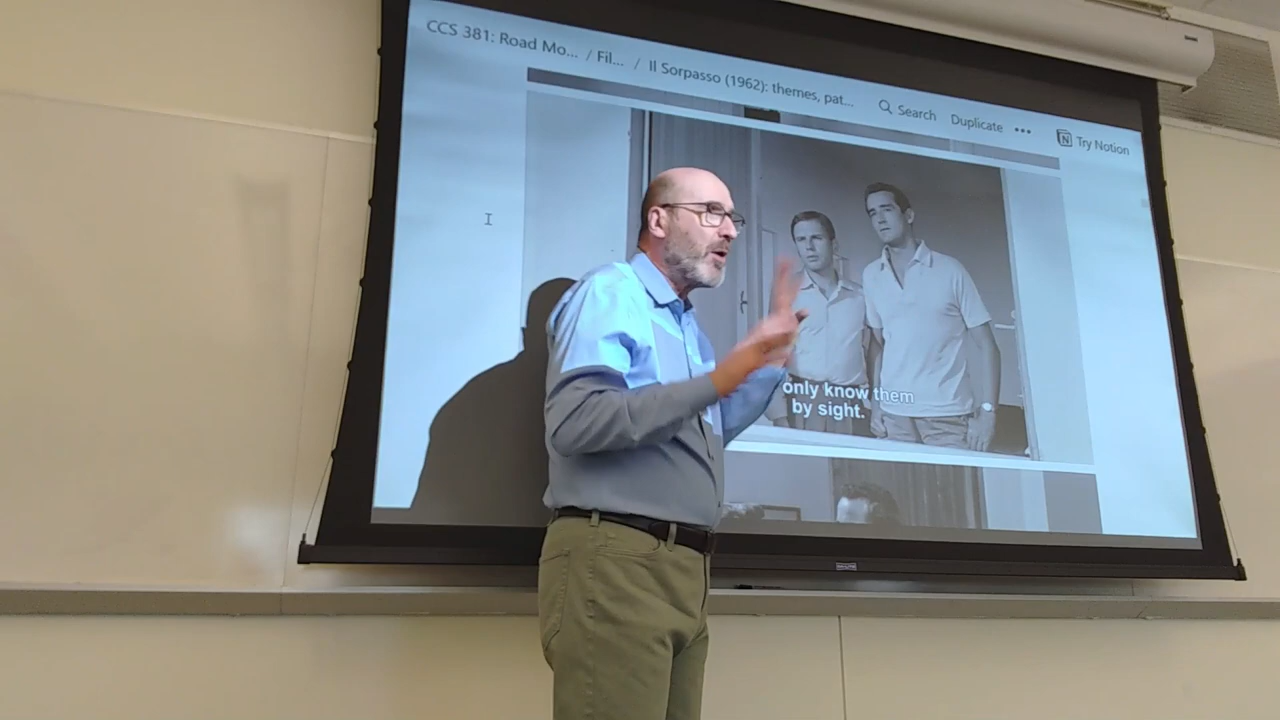 CCS 381: Road Mo... / Fil... / Il Sorpasso (1962): themes, pat...
Search Duplicate ••• Try Notion
only know them
by sight.